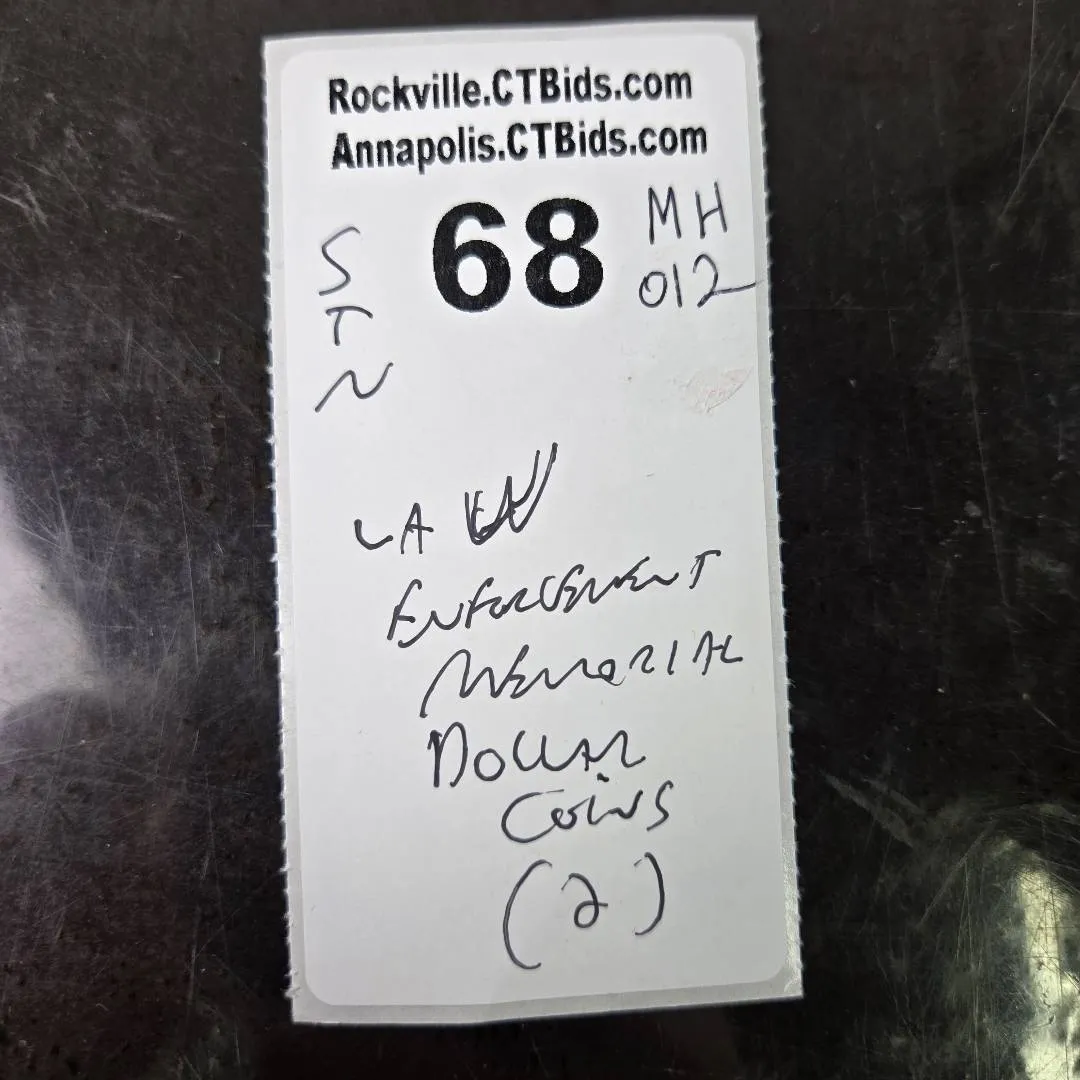 Rockville.CTBids.com
Annapolis.CTBids.com
68
MH
012
S
T
N
LAW
ENFORCEMENT
MEMORIAL
DOLLAR
COINS
(2)